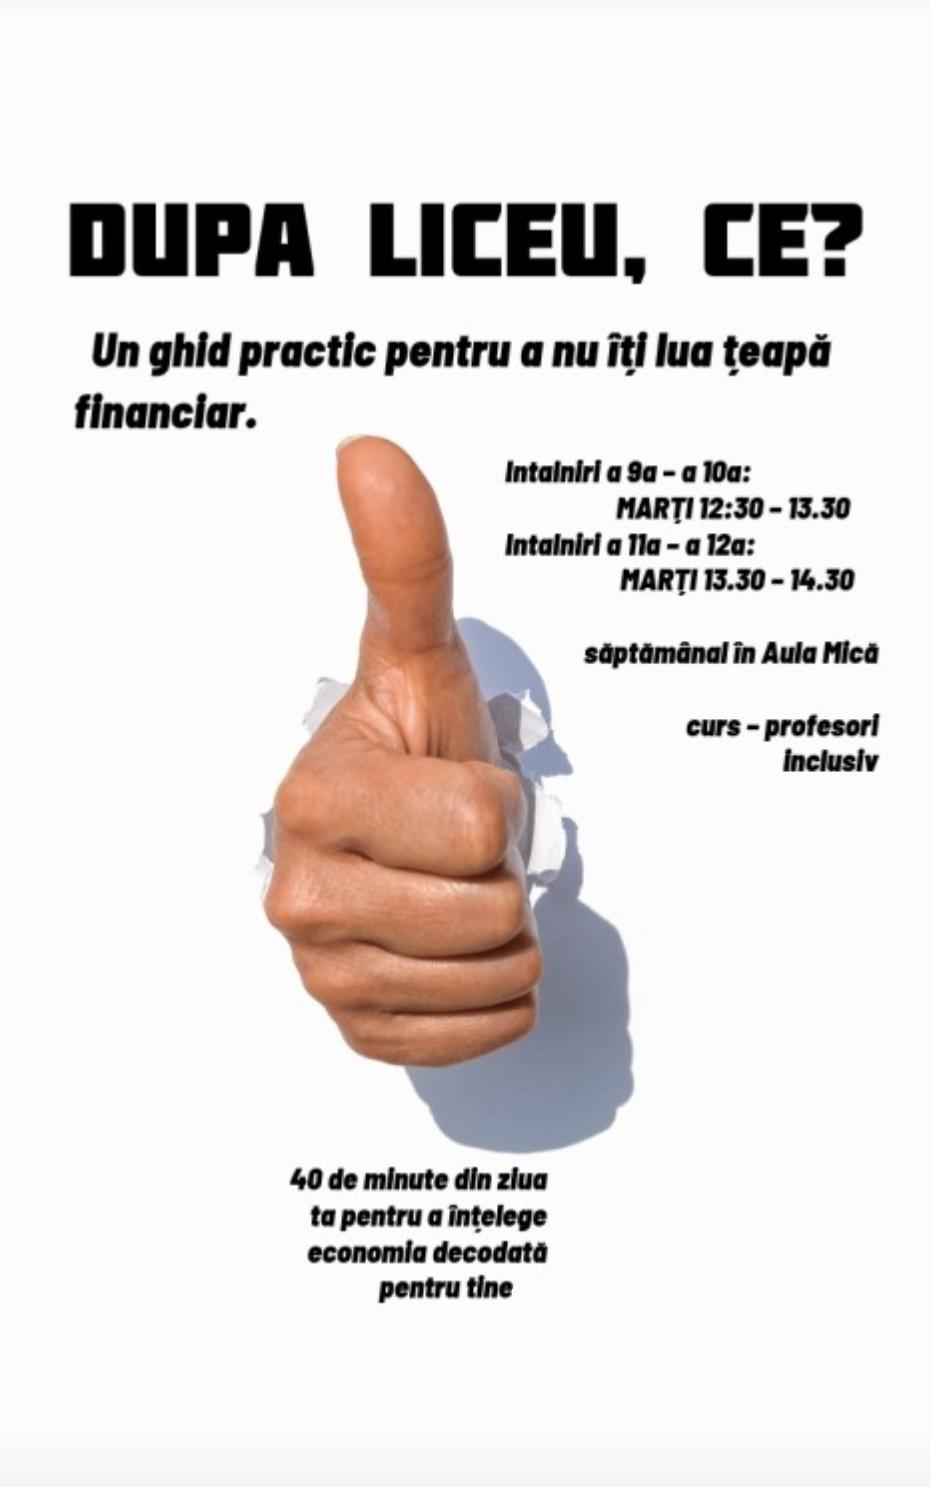 DUPA LICEU, CE?
Un ghid practic pentru a nu îți lua țeapă
financiar.
Intalniri a 9a – a 10a:
MARȚI 12:30 – 13.30
Intalniri a 11a – a 12a:
MARȚI 13.30 – 14.30
săptămânal în Aula Mică
curs – profesori
inclusiv
40 de minute din ziua
ta pentru a înțelege
economia decodată
pentru tine